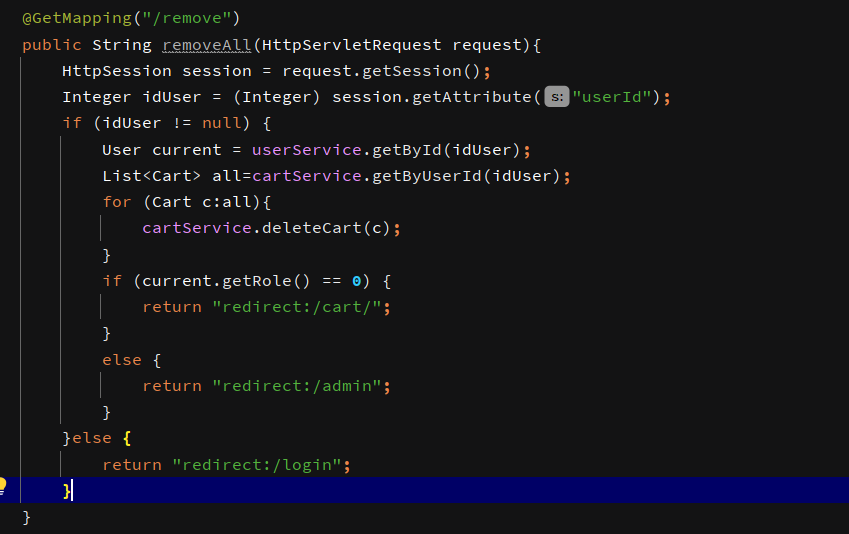 @GetMapping("/remove")
public String removeAll(HttpServletRequest request){
    HttpSession session = request.getSession();
    Integer idUser = (Integer) session.getAttribute( s: "userId");
    if (idUser != null) {
        User current = userService.getById(idUser);
        List<Cart> all=cartService.getByUserId(idUser);
        for (Cart c:all){
            cartService.deleteCart(c);
        }
        if (current.getRole() == 0) {
            return "redirect:/cart/";
        }
        else {
            return "redirect:/admin";
        }
    }else {
        return "redirect:/login";
    }
}